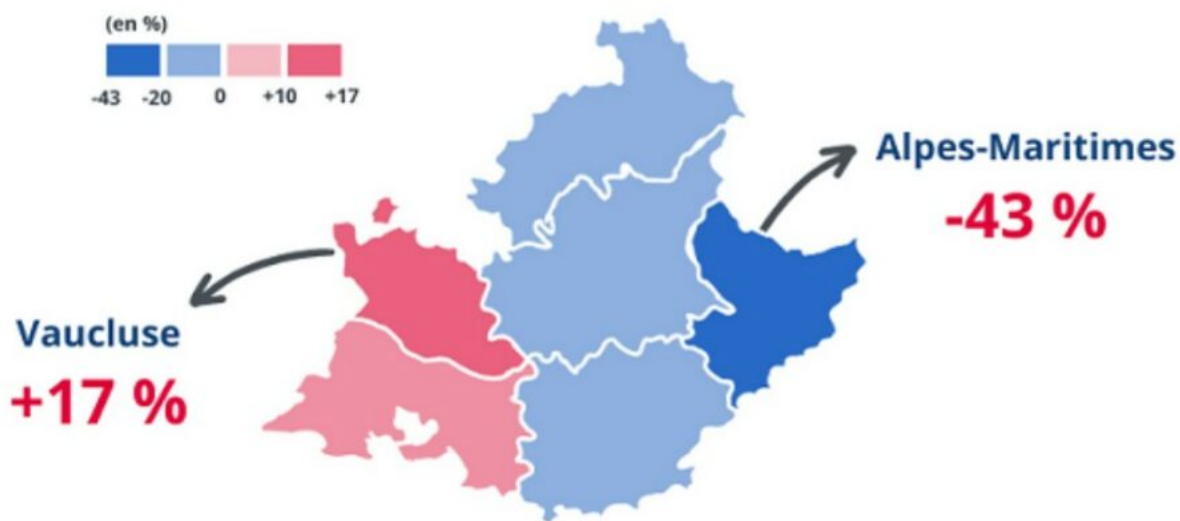 (en %)
-43 -20 0 +10 +17
Alpes-Maritimes
-43 %
Vaucluse
+17 %